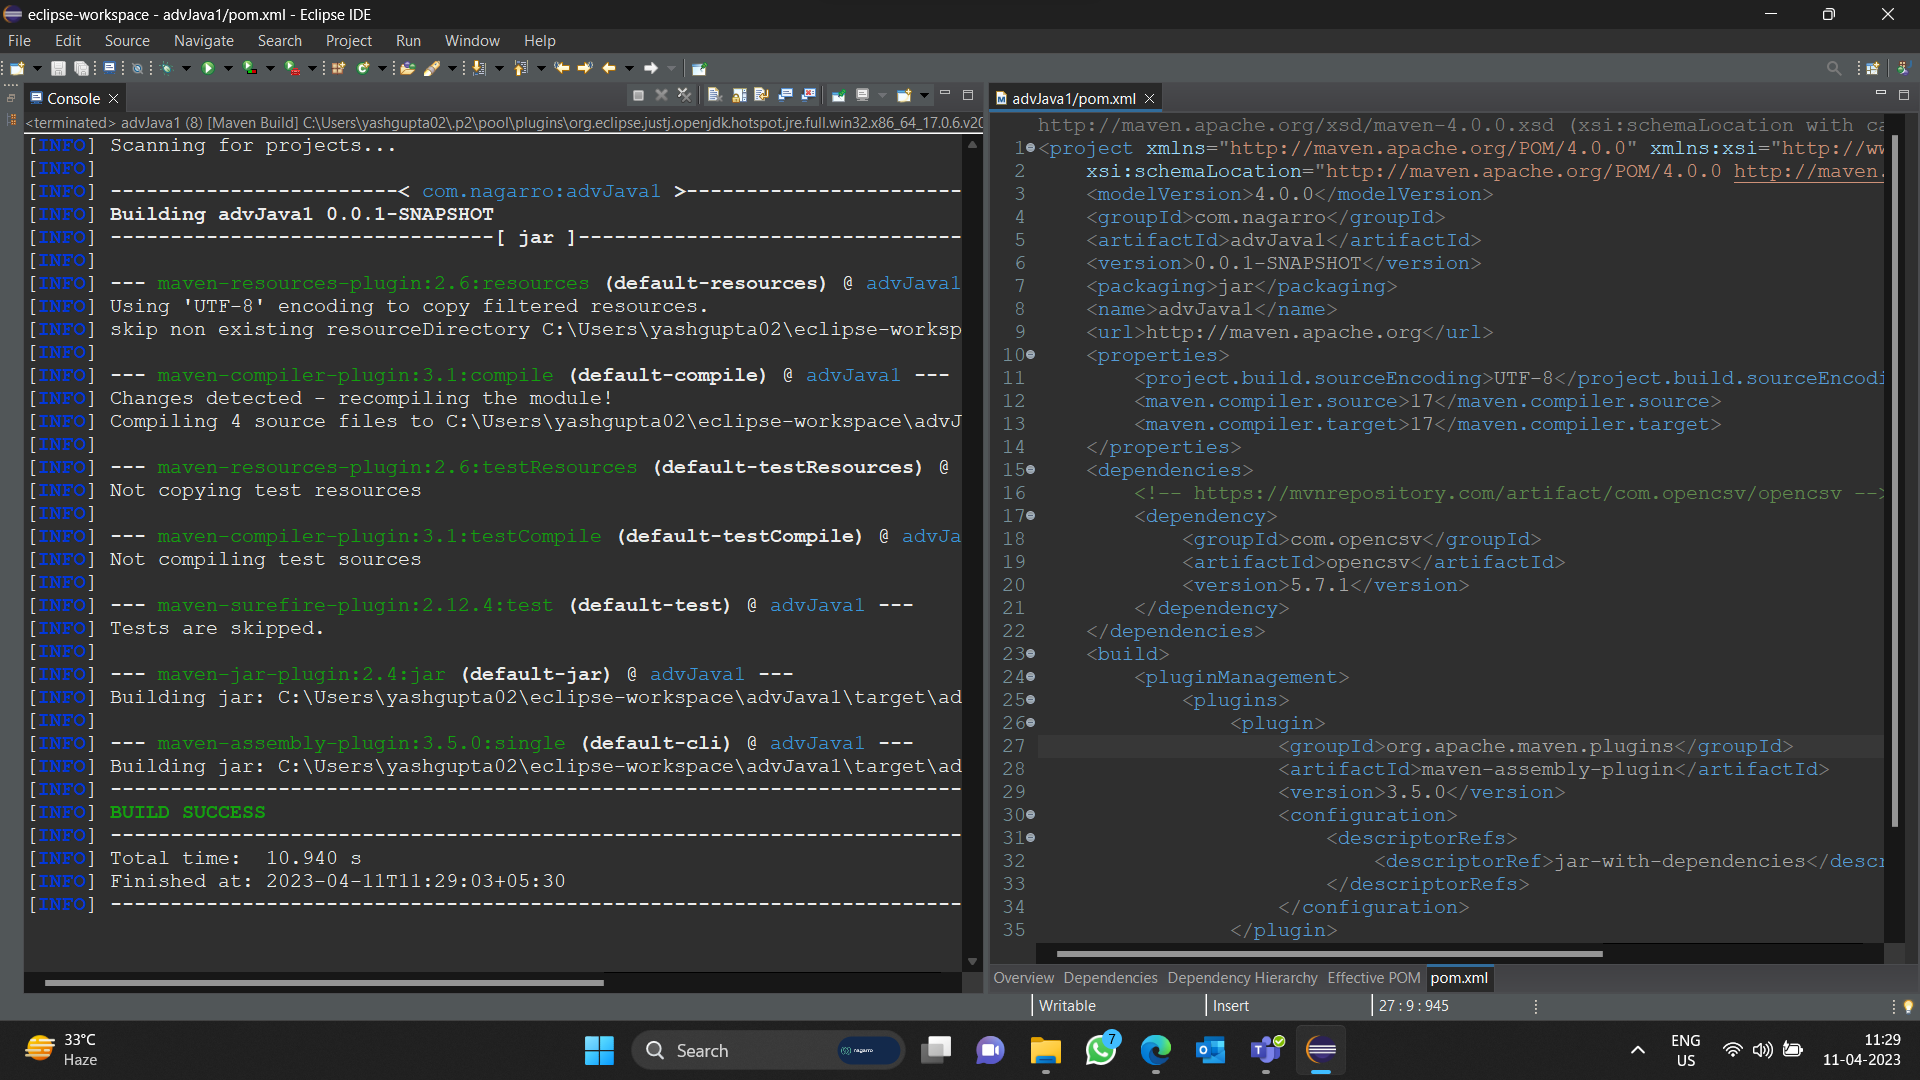 eclipse-workspace - advJava1/pom.xml - Eclipse IDE
File Edit Source Navigate Search Project Run Window Help
Console
<terminated> advJava1 (8) [Maven Build] C:\Users\yashgupta02\.p2\pool\plugins\org.eclipse.justj.openjdk.hotspot.jre.full.win32.x86_64_17.0.6.v20
[INFO] Scanning for projects...
[INFO]
[INFO] ------------------------< com.nagarro:advJava1 >-----------------------
[INFO] Building advJava1 0.0.1-SNAPSHOT
[INFO] --------------------------------[ jar ]--------------------------------
[INFO]
[INFO] --- maven-resources-plugin:2.6:resources (default-resources) @ advJava1
[INFO] Using 'UTF-8' encoding to copy filtered resources.
[INFO] skip non existing resourceDirectory C:\Users\yashgupta02\eclipse-worksp
[INFO]
[INFO] --- maven-compiler-plugin:3.1:compile (default-compile) @ advJava1 ---
[INFO] Changes detected - recompiling the module!
[INFO] Compiling 4 source files to C:\Users\yashgupta02\eclipse-workspace\advJ
[INFO]
[INFO] --- maven-resources-plugin:2.6:testResources (default-testResources) @
[INFO] Not copying test resources
[INFO]
[INFO] --- maven-compiler-plugin:3.1:testCompile (default-testCompile) @ advJa
[INFO] Not compiling test sources
[INFO]
[INFO] --- maven-surefire-plugin:2.12.4:test (default-test) @ advJava1 ---
[INFO] Tests are skipped.
[INFO]
[INFO] --- maven-jar-plugin:2.4:jar (default-jar) @ advJava1 ---
[INFO] Building jar: C:\Users\yashgupta02\eclipse-workspace\advJava1\target\ad
[INFO]
[INFO] --- maven-assembly-plugin:3.5.0:single (default-cli) @ advJava1 ---
[INFO] Building jar: C:\Users\yashgupta02\eclipse-workspace\advJava1\target\ad
[INFO] -----------------------------------------------------------------------
[INFO] BUILD SUCCESS
[INFO] -----------------------------------------------------------------------
[INFO] Total time:  10.940 s
[INFO] Finished at: 2023-04-11T11:29:03+05:30
[INFO] -----------------------------------------------------------------------
advJava1/pom.xml
http://maven.apache.org/xsd/maven-4.0.0.xsd (xsi:schemaLocation with ca
1 <project xmlns="http://maven.apache.org/POM/4.0.0" xmlns:xsi="http://ww
2 xsi:schemaLocation="http://maven.apache.org/POM/4.0.0 http://maven.
3 <modelVersion>4.0.0</modelVersion>
4 <groupId>com.nagarro</groupId>
5 <artifactId>advJava1</artifactId>
6 <version>0.0.1-SNAPSHOT</version>
7 <packaging>jar</packaging>
8 <name>advJava1</name>
9 <url>http://maven.apache.org</url>
10 <properties>
11 <project.build.sourceEncoding>UTF-8</project.build.sourceEncodi
12 <maven.compiler.source>17</maven.compiler.source>
13 <maven.compiler.target>17</maven.compiler.target>
14 </properties>
15 <dependencies>
16 <!-- https://mvnrepository.com/artifact/com.opencsv/opencsv -->
17 <dependency>
18 <groupId>com.opencsv</groupId>
19 <artifactId>opencsv</artifactId>
20 <version>5.7.1</version>
21 </dependency>
22 </dependencies>
23 <build>
24 <pluginManagement>
25 <plugins>
26 <plugin>
27 <groupId>org.apache.maven.plugins</groupId>
28 <artifactId>maven-assembly-plugin</artifactId>
29 <version>3.5.0</version>
30 <configuration>
31 <descriptorRefs>
32 <descriptorRef>jar-with-dependencies</descr
33 </descriptorRefs>
34 </configuration>
35 </plugin>
Overview Dependencies Dependency Hierarchy Effective POM pom.xml
Writable Insert 27 : 9 : 945
33°C
Haze
Search
nagarro
7
ENG
US
11:29
11-04-2023